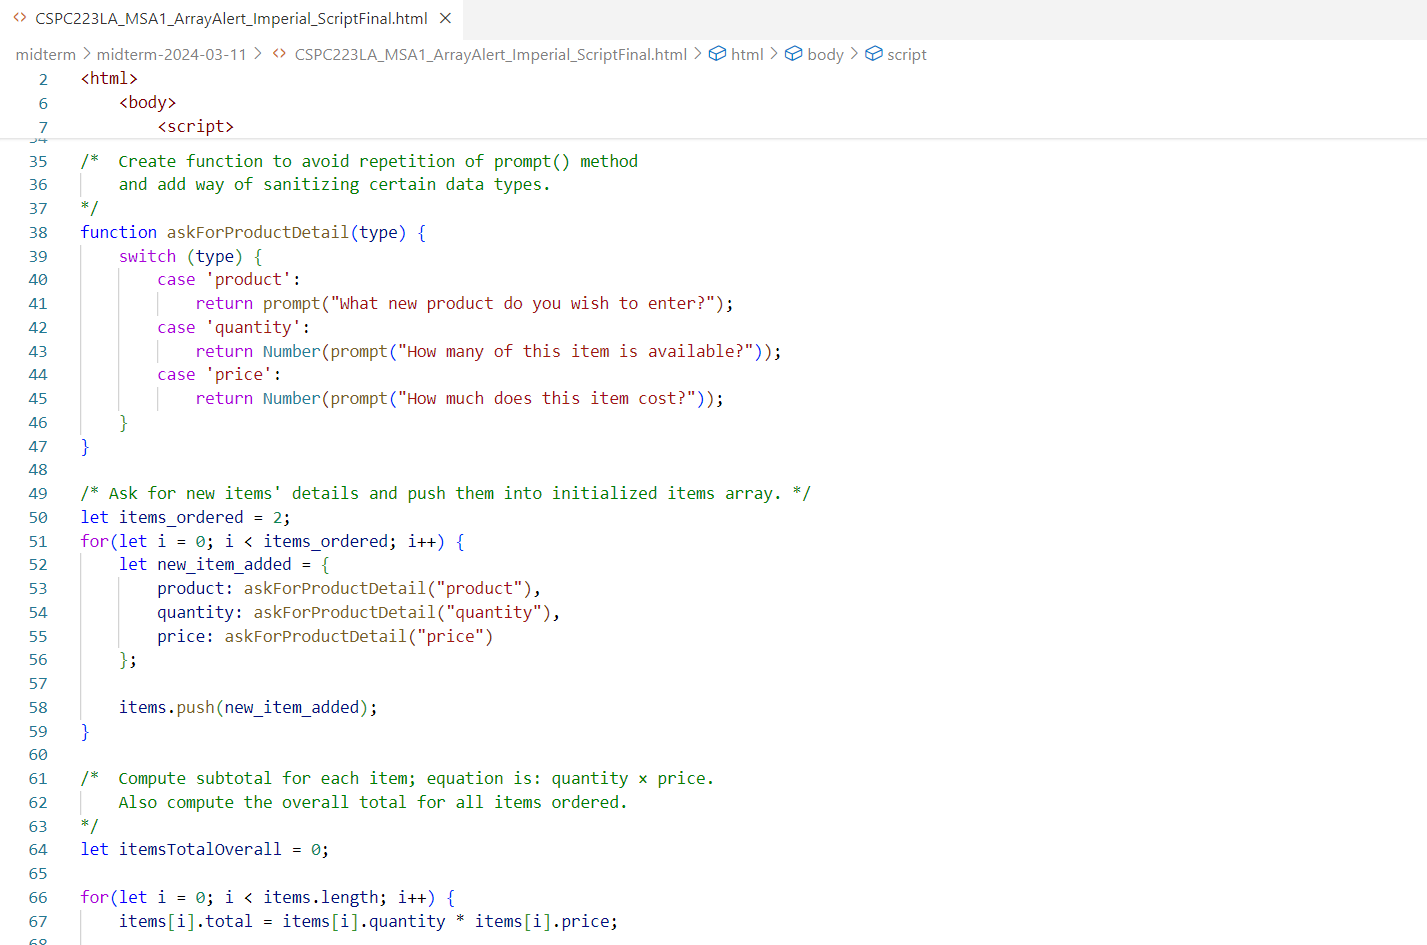 CSPC223LA_MSA1_ArrayAlert_Imperial_ScriptFinal.html
midterm > midterm-2024-03-11 > CSPC223LA_MSA1_ArrayAlert_Imperial_ScriptFinal.html > html > body > script
2 <html>
6 <body>
7 <script>
34
35 /*  Create function to avoid repetition of prompt() method
36 and add way of sanitizing certain data types.
37 */
38 function askForProductDetail(type) {
39 switch (type) {
40 case 'product':
41 return prompt("What new product do you wish to enter?");
42 case 'quantity':
43 return Number(prompt("How many of this item is available?"));
44 case 'price':
45 return Number(prompt("How much does this item cost?"));
46 }
47 }
48
49 /* Ask for new items' details and push them into initialized items array. */
50 let items_ordered = 2;
51 for(let i = 0; i < items_ordered; i++) {
52 let new_item_added = {
53 product: askForProductDetail("product"),
54 quantity: askForProductDetail("quantity"),
55 price: askForProductDetail("price")
56 };
57
58 items.push(new_item_added);
59 }
60
61 /*  Compute subtotal for each item; equation is: quantity × price.
62 Also compute the overall total for all items ordered.
63 */
64 let itemsTotalOverall = 0;
65
66 for(let i = 0; i < items.length; i++) {
67 items[i].total = items[i].quantity * items[i].price;
68